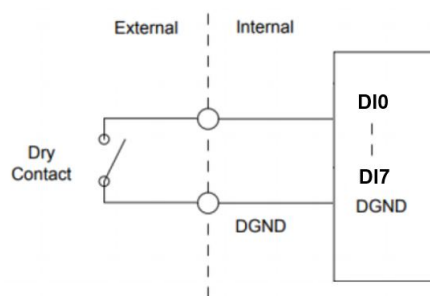 External
Internal
DI0
Dry
Contact
DI7
DGND
DGND